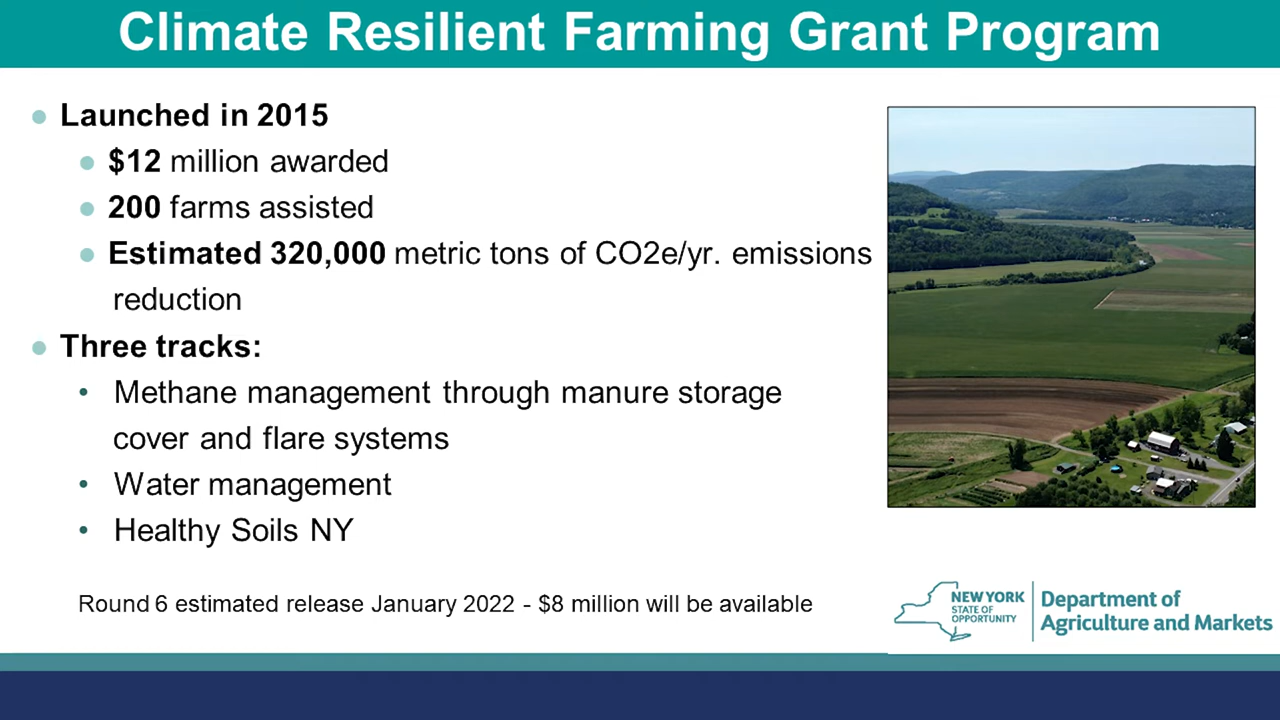 Climate Resilient Farming Grant Program
● Launched in 2015
● $12 million awarded
● 200 farms assisted
● Estimated 320,000 metric tons of CO2e/yr. emissions
reduction
● Three tracks:
• Methane management through manure storage
cover and flare systems
• Water management
• Healthy Soils NY
Round 6 estimated release January 2022 - $8 million will be available
NEW YORK
STATE OF
OPPORTUNITY
Department of
Agriculture and Markets